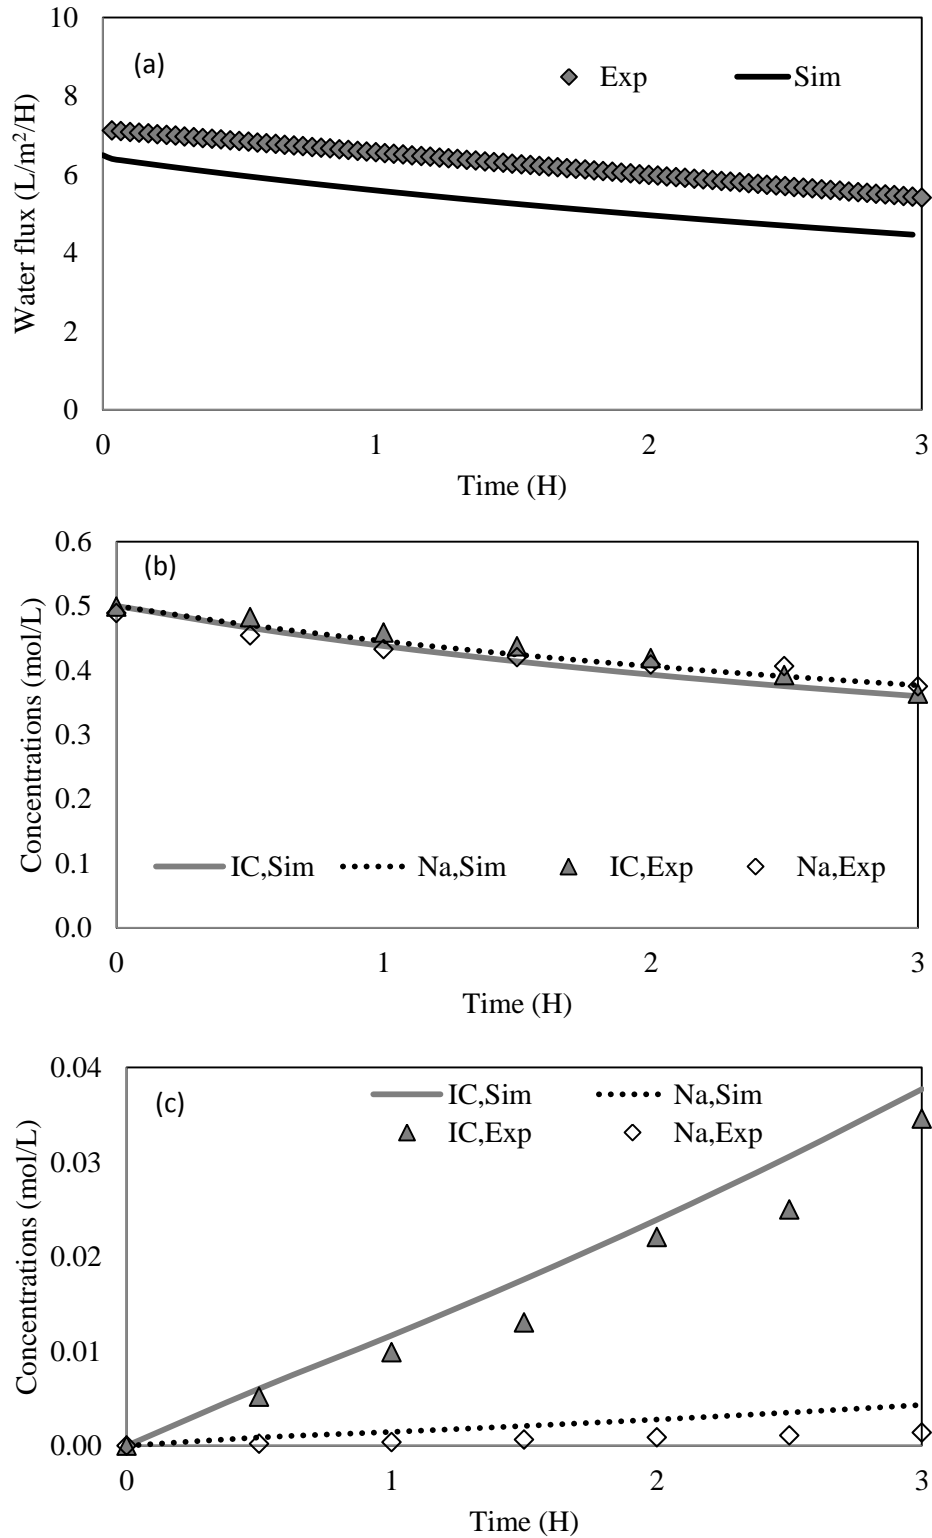 10
(a)
Exp
Sim
8
6
4
2
0
Water flux (L/m²/H)
0 1 2 3
Time (H)
0.6
(b)
0.5
0.4
0.3
0.2
0.1
0.0
Concentrations (mol/L)
IC,Sim Na,Sim IC,Exp Na,Exp
0 1 2 3
Time (H)
0.04
(c)
IC,Sim Na,Sim
IC,Exp Na,Exp
0.03
0.02
0.01
0.00
Concentrations (mol/L)
0 1 2 3
Time (H)